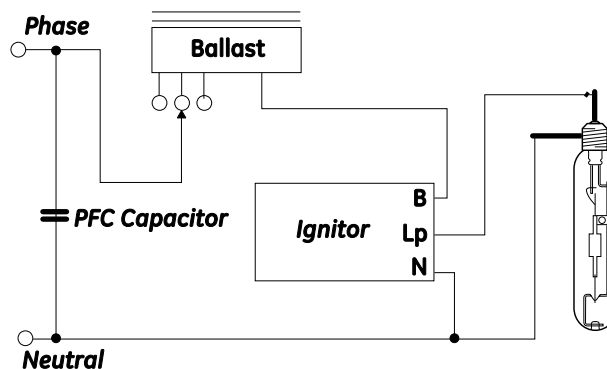 Phase
Ballast
B
Ignitor
Lp
PFC Capacitor
N
Neutral